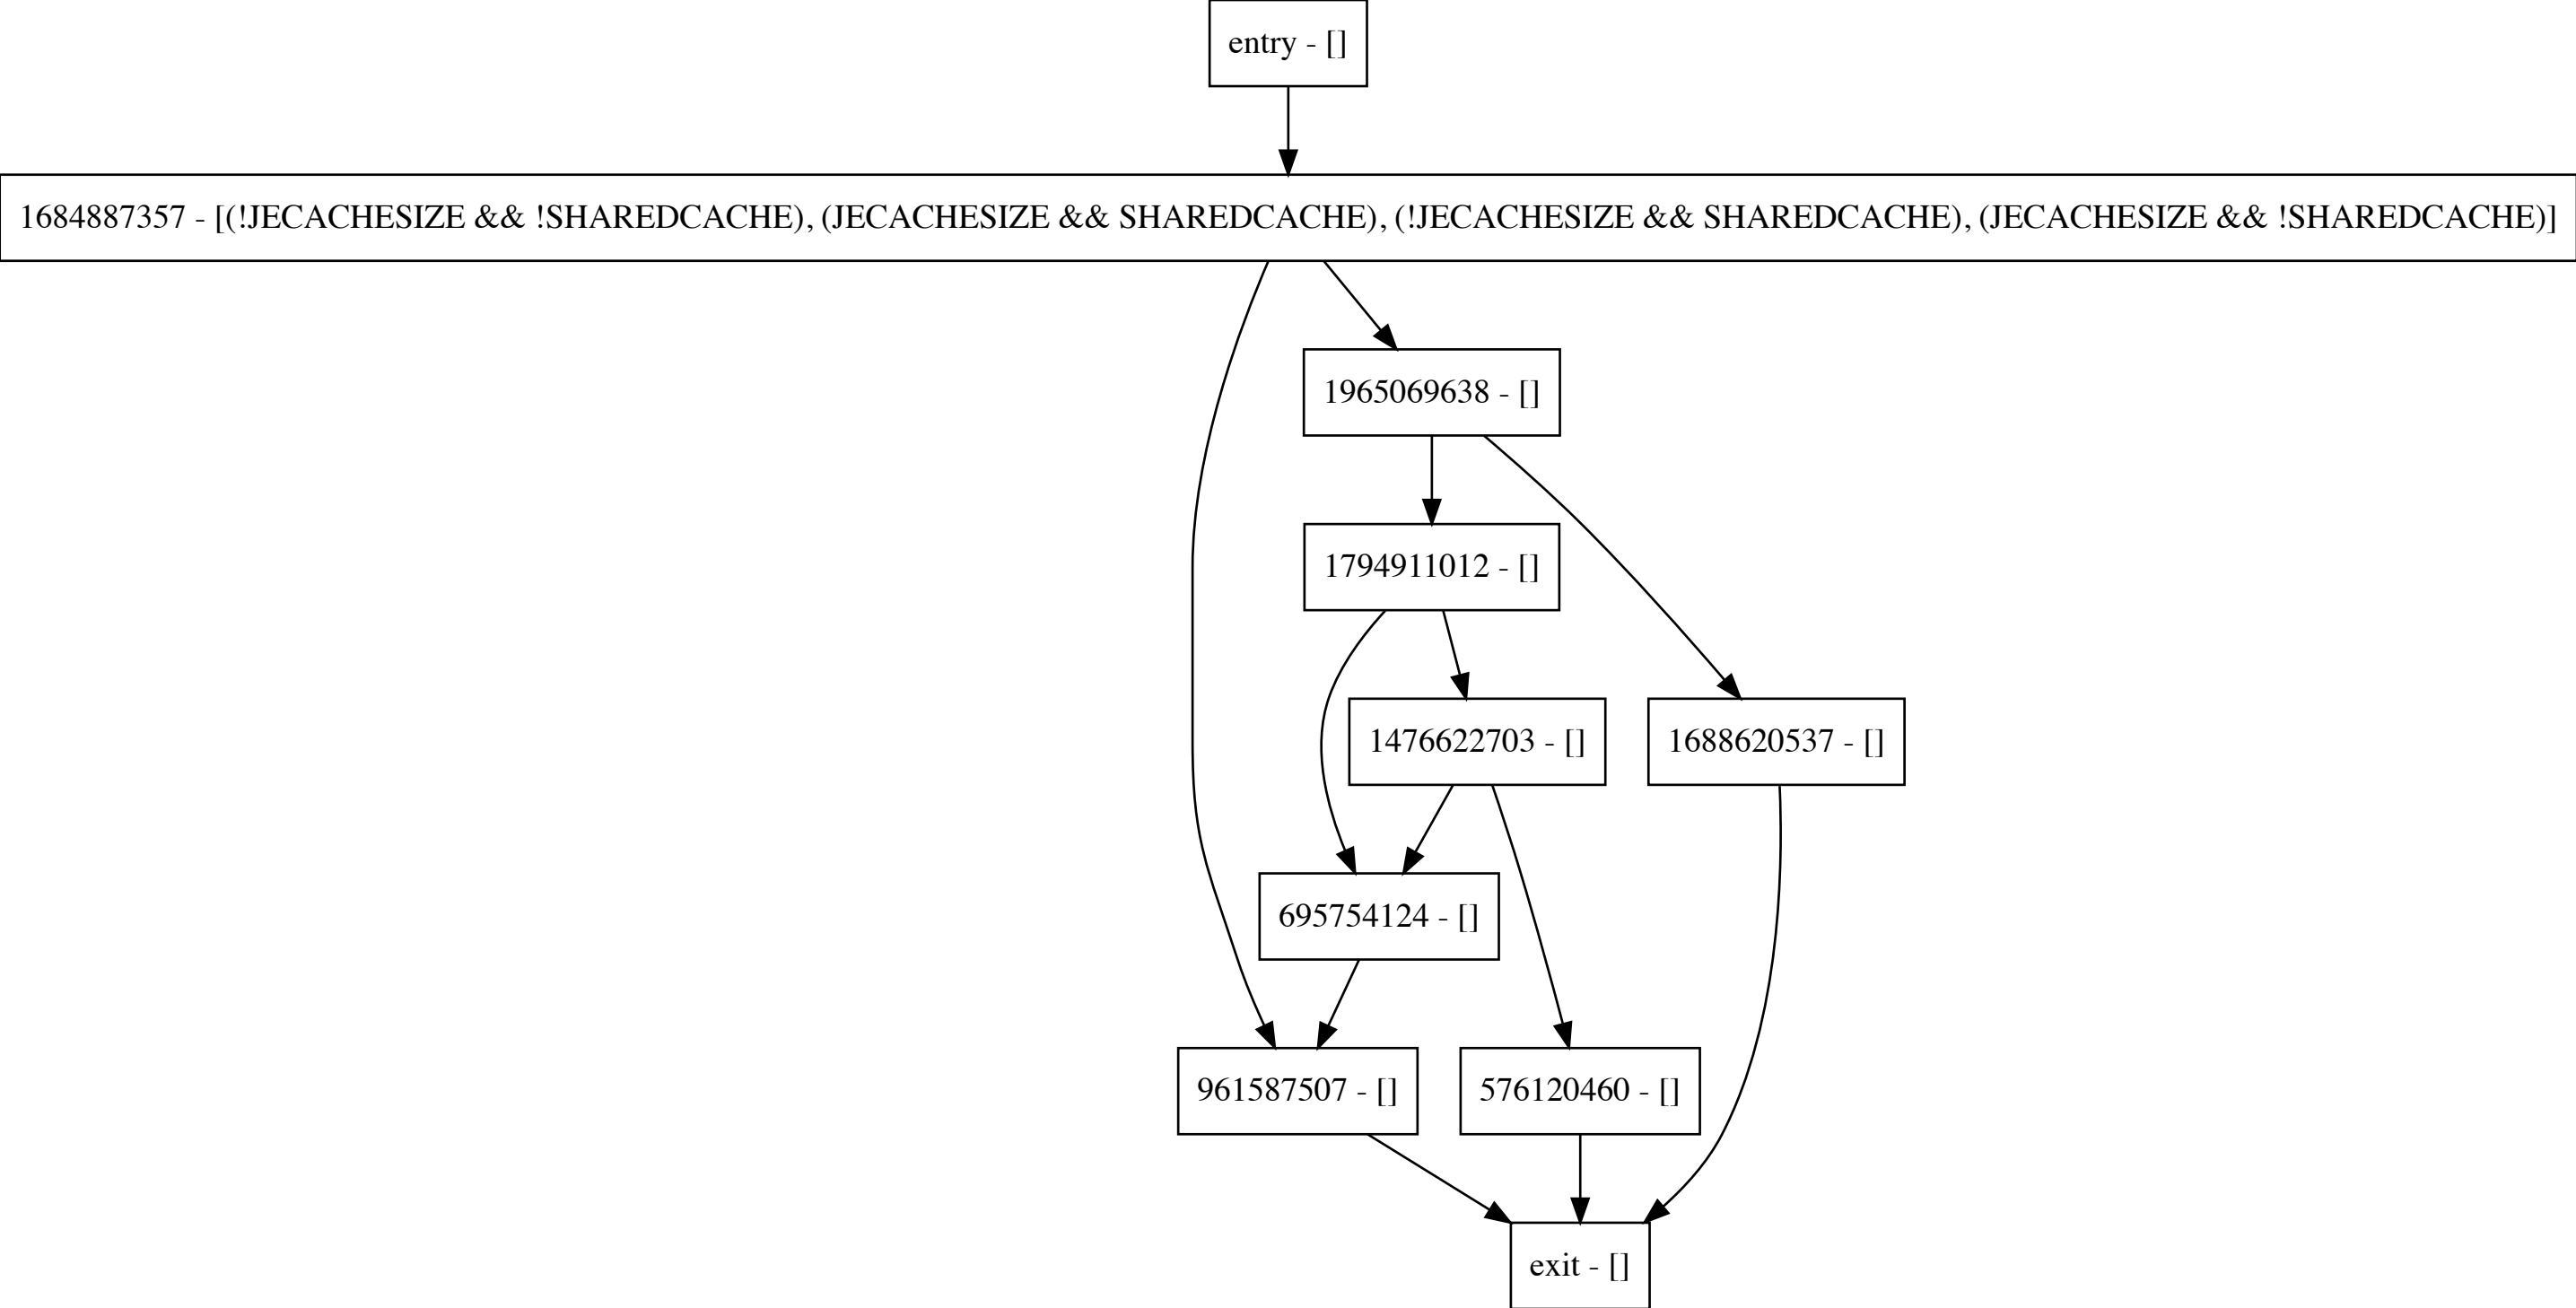 entry - []
1684887357 - [(!JECACHESIZE && !SHAREDCACHE), (JECACHESIZE && SHAREDCACHE), (!JECACHESIZE && SHAREDCACHE), (JECACHESIZE && !SHAREDCACHE)]
1965069638 - []
1794911012 - []
1476622703 - []
1688620537 - []
695754124 - []
961587507 - []
576120460 - []
exit - []